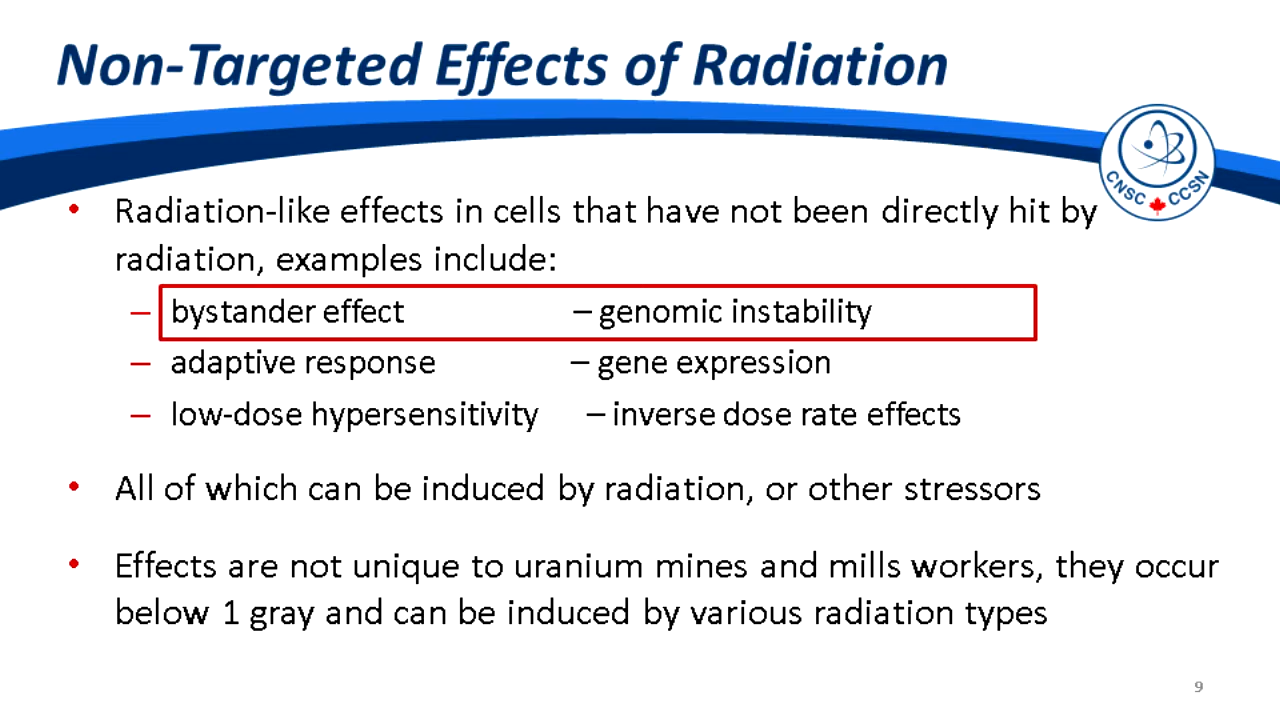 Non-Targeted Effects of Radiation
CNSC CCSN
• Radiation-like effects in cells that have not been directly hit by
radiation, examples include:
– bystander effect – genomic instability
– adaptive response – gene expression
– low-dose hypersensitivity – inverse dose rate effects
• All of which can be induced by radiation, or other stressors
• Effects are not unique to uranium mines and mills workers, they occur
below 1 gray and can be induced by various radiation types
9